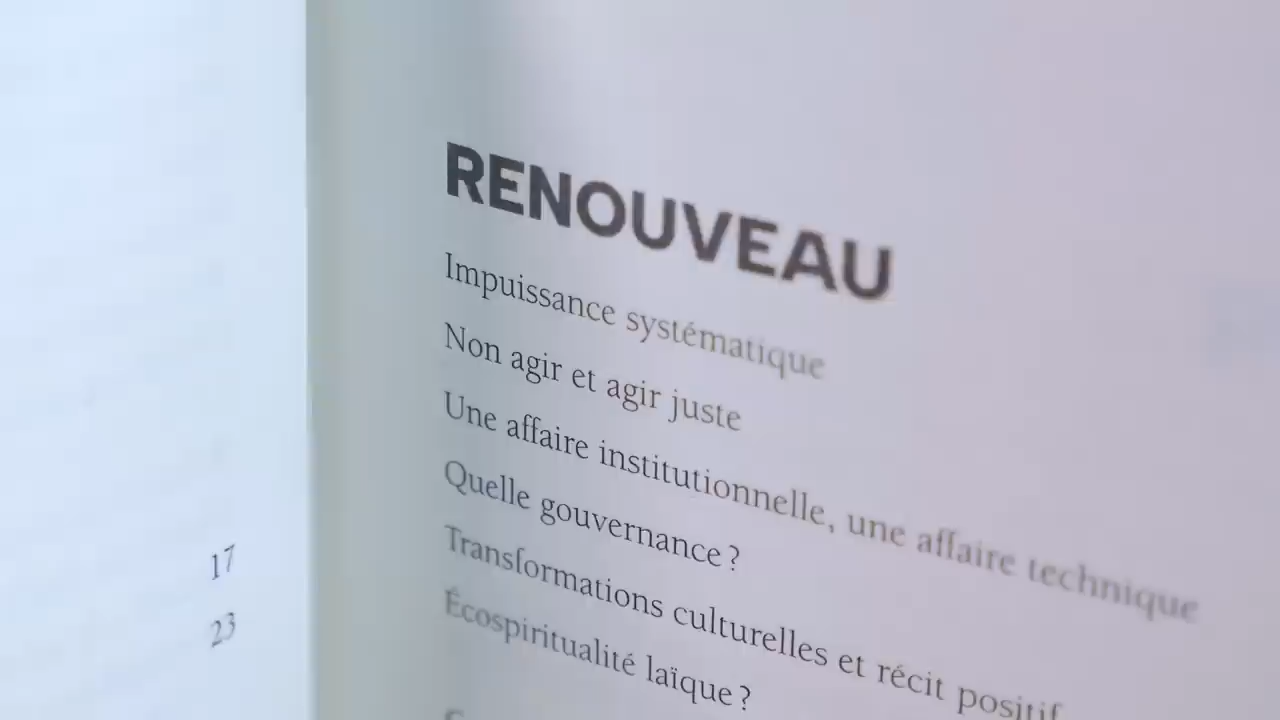 17
23
RENOUVEAU
Impuissance systématique
Non agir et agir juste
Une affaire institutionnelle, une affaire technique
Quelle gouvernance ?
Transformations culturelles et récit positif
Écospiritualité laïque ?